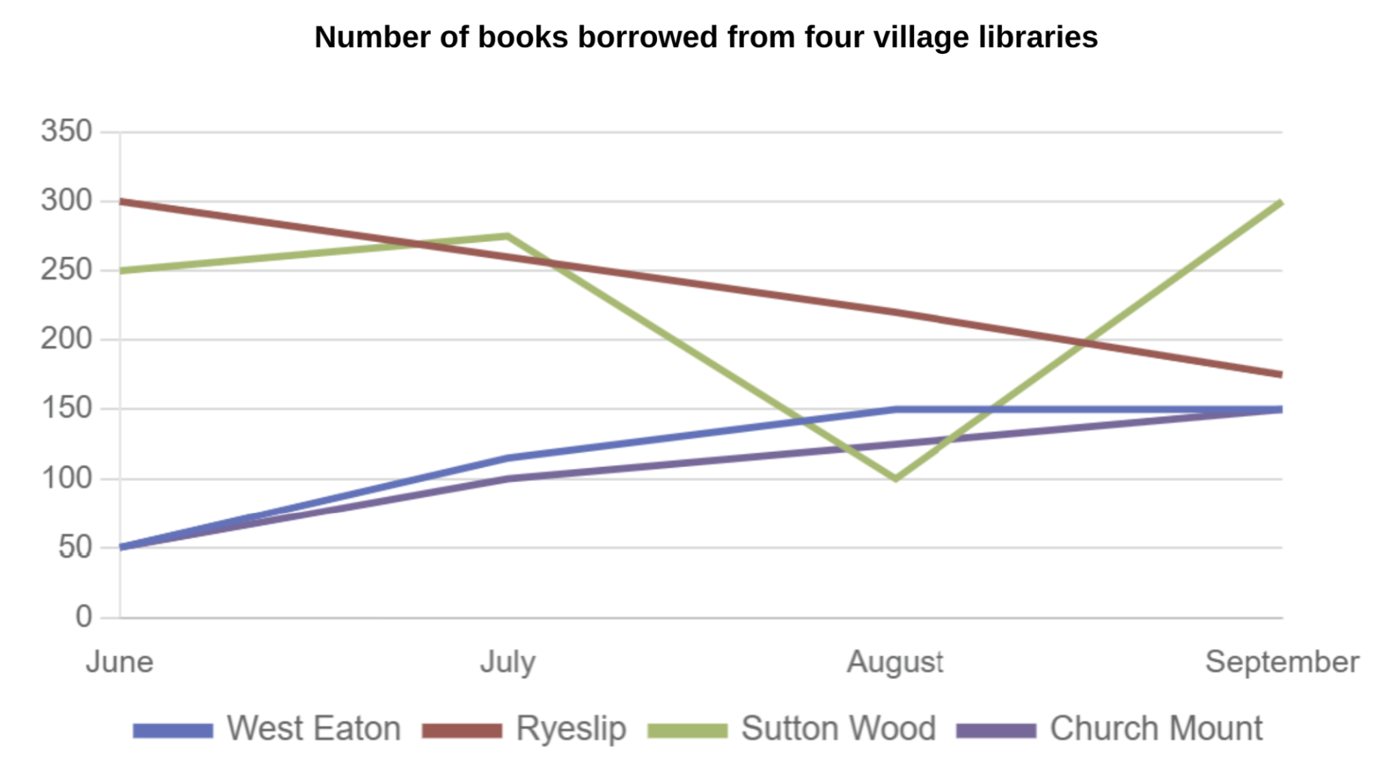 Number of books borrowed from four village libraries
350
300
250
200
150
100
50
0
June July August September
West Eaton Ryeslip Sutton Wood Church Mount